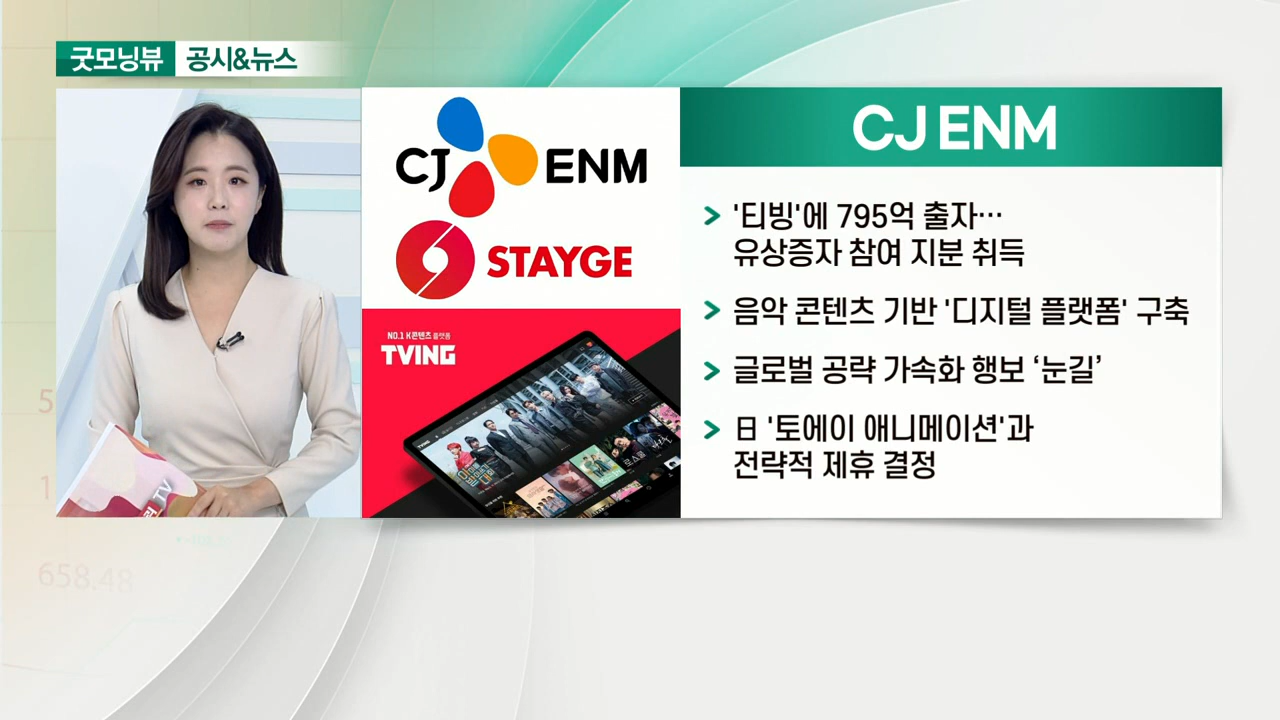 굿모닝뷰 공시&뉴스
CJ ENM
STAYGE
NO.1 K콘텐츠 플랫폼
TVING
CJ ENM
'티빙'에 795억 출자…
유상증자 참여 지분 취득
음악 콘텐츠 기반 '디지털 플랫폼' 구축
글로벌 공략 가속화 행보 ‘눈길’
日 '토에이 애니메이션'과
전략적 제휴 결정
TV
658.48